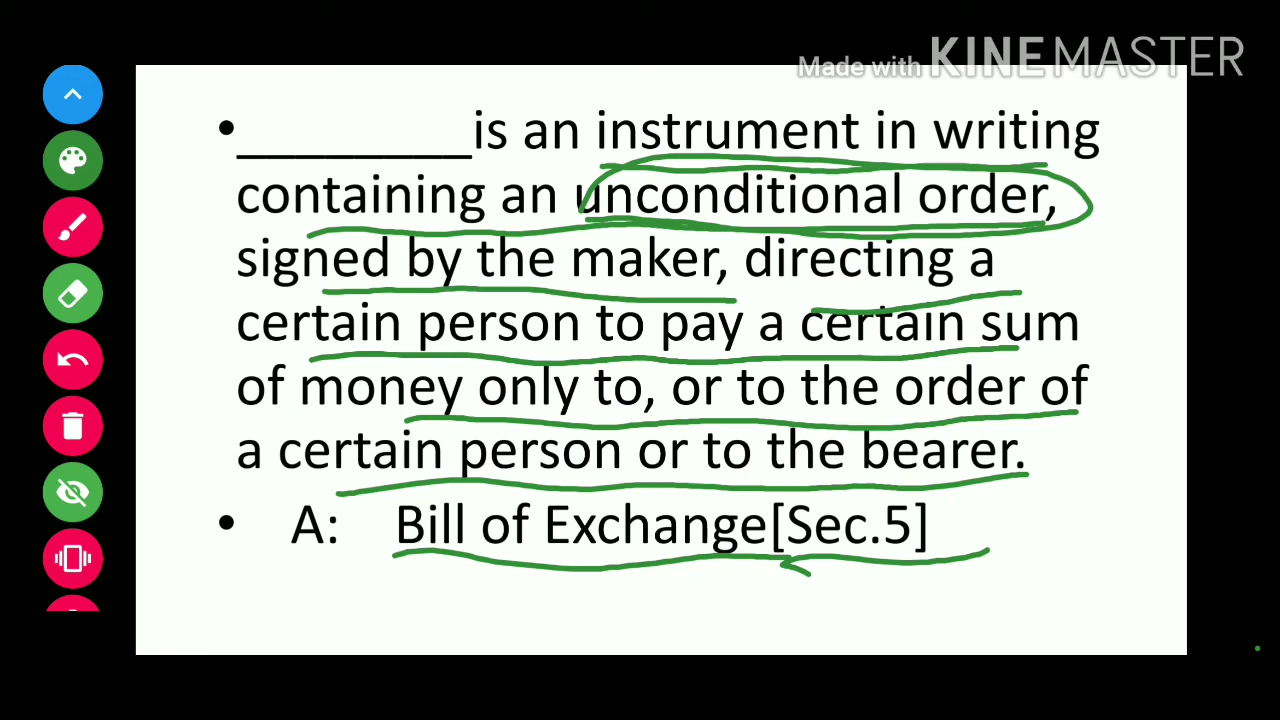 Made with KINEMASTER
• ________is an instrument in writing
containing an unconditional order,
signed by the maker, directing a
certain person to pay a certain sum
of money only to, or to the order of
a certain person or to the bearer.
• A: Bill of Exchange[Sec.5]